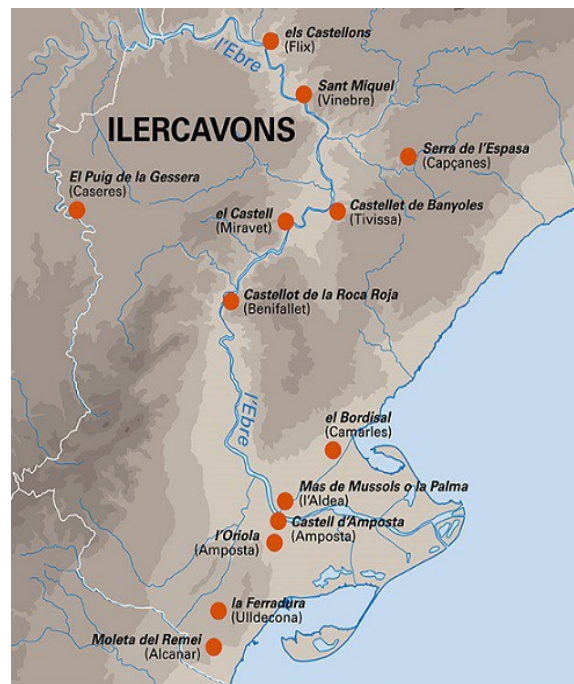 els Castellons
(Flix)
l'Ebre
Sant Miquel
(Vinebre)
ILERCAVONS
Serra de l'Espasa
(Capçanes)
El Puig de la Gessera
(Caseres)
el Castell
(Miravet)
Castellet de Banyoles
(Tivissa)
Castellot de la Roca Roja
(Benifallet)
l'Ebre
el Bordisal
(Camarles)
Mas de Mussols o la Palma
(l'Aldea)
Castell d'Amposta
(Amposta)
l'Oriola
(Amposta)
la Ferradura
(Ulldecona)
Moleta del Remei
(Alcanar)